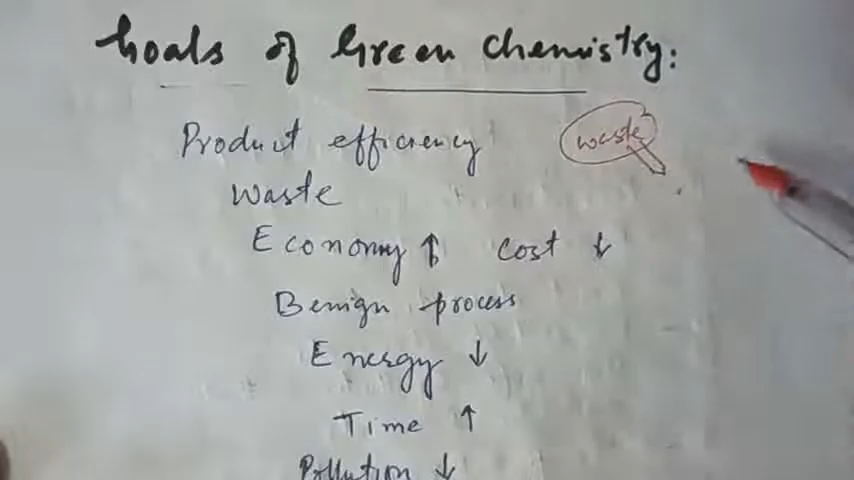 Goals of Green Chemistry:
Product efficiency waste
Waste
Economy ↑ Cost ↓
Benign process
Energy ↓
Time ↑
Pollution ↓